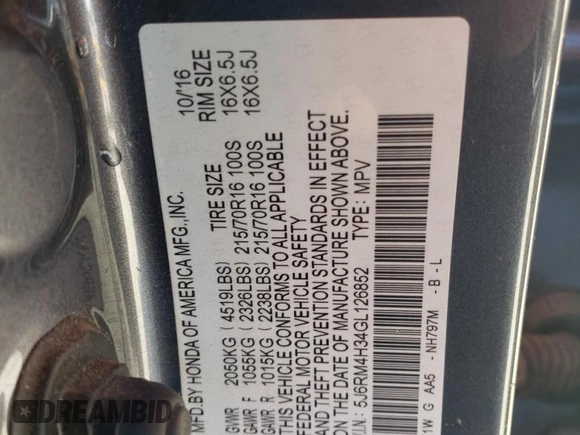 MFD.BY HONDA OF AMERICA MFG.,INC. 10/16
TIRE SIZE RIM SIZE
GVWR 2050KG (4519LBS)
GAWR F 1055KG (2326LBS) 215/70R16 100S 16X6.5J
GAWR R 1015KG (2238LBS) 215/70R16 100S 16X6.5J
THIS VEHICLE CONFORMS TO ALL APPLICABLE
FEDERAL MOTOR VEHICLE SAFETY
AND THEFT PREVENTION STANDARDS IN EFFECT
ON THE DATE OF MANUFACTURE SHOWN ABOVE.
V.I.N.: 5J6RM4H34GL126852 TYPE: MPV
1W G AA5 - NH797M - B - L
AUTOBIDMASTER